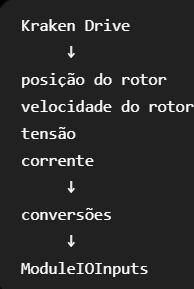 Kraken Drive
↓
posição do rotor
velocidade do rotor
tensão
corrente
↓
conversões
↓
ModuleIOInputs